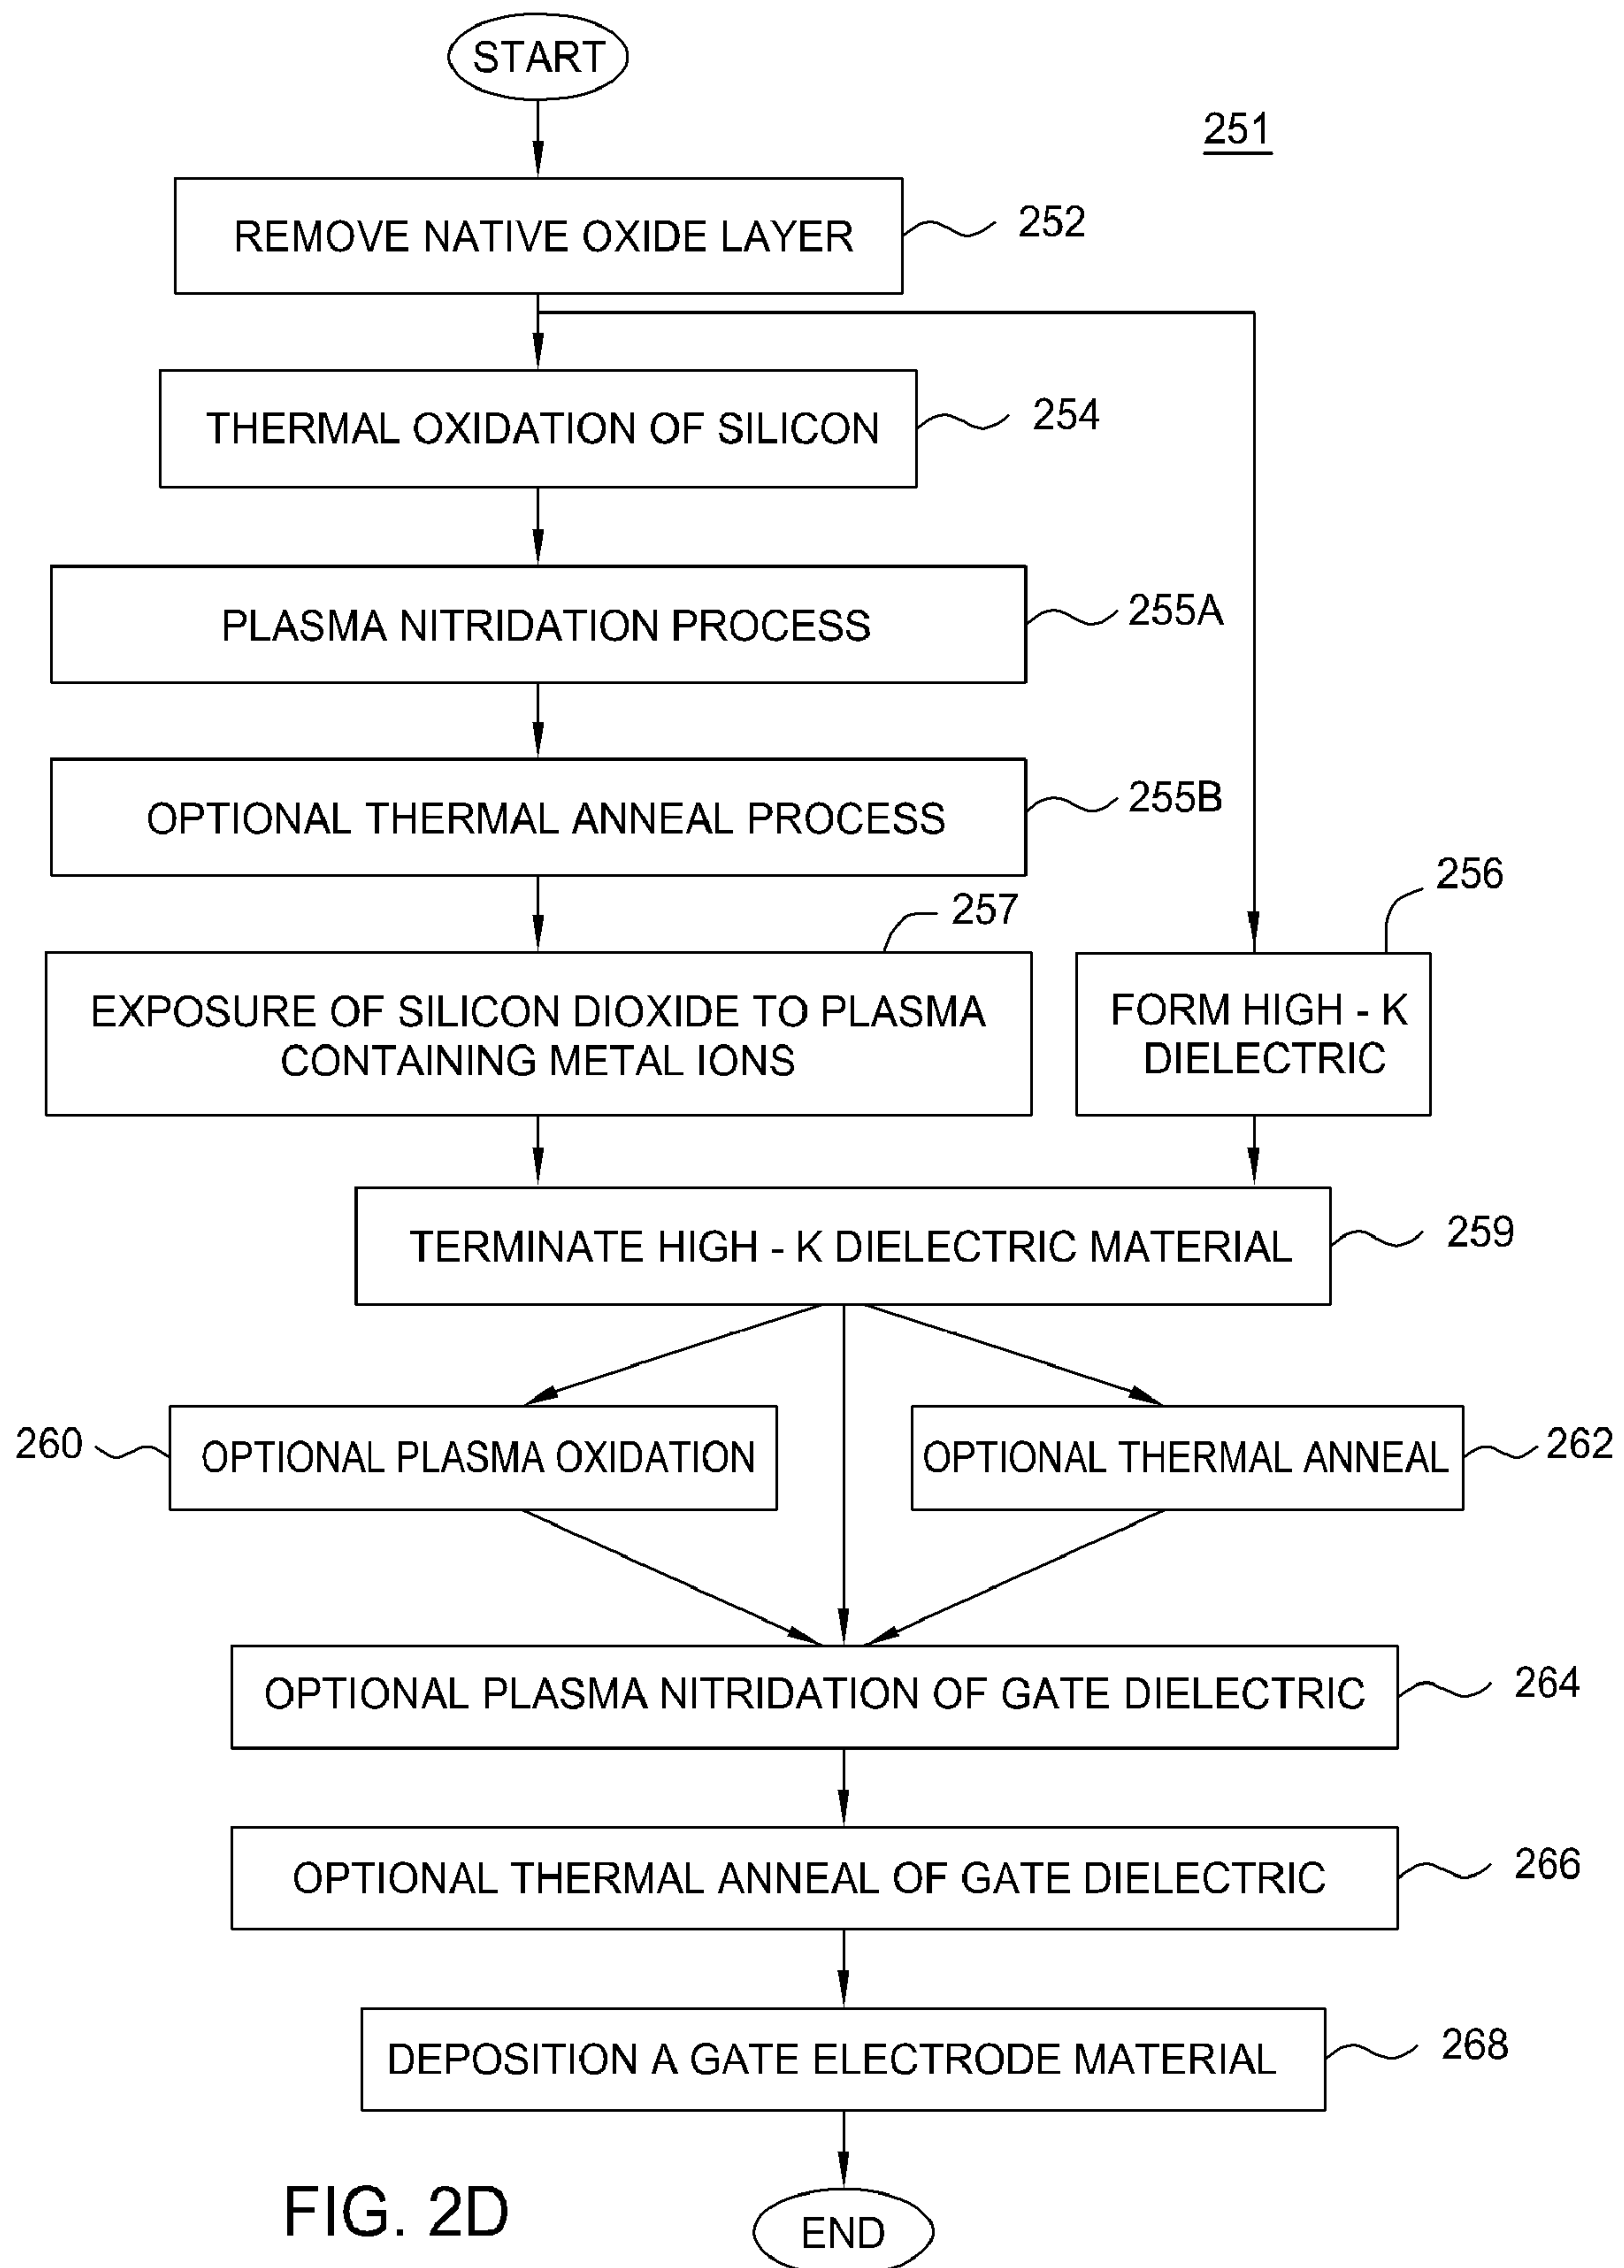 START
251
REMOVE NATIVE OXIDE LAYER
252
THERMAL OXIDATION OF SILICON
254
PLASMA NITRIDATION PROCESS
255A
OPTIONAL THERMAL ANNEAL PROCESS
255B
257
EXPOSURE OF SILICON DIOXIDE TO PLASMA
CONTAINING METAL IONS
256
FORM HIGH - K
DIELECTRIC
TERMINATE HIGH - K DIELECTRIC MATERIAL
259
260
OPTIONAL PLASMA OXIDATION
OPTIONAL THERMAL ANNEAL
262
OPTIONAL PLASMA NITRIDATION OF GATE DIELECTRIC
264
OPTIONAL THERMAL ANNEAL OF GATE DIELECTRIC
266
DEPOSITION A GATE ELECTRODE MATERIAL
268
END
FIG. 2D